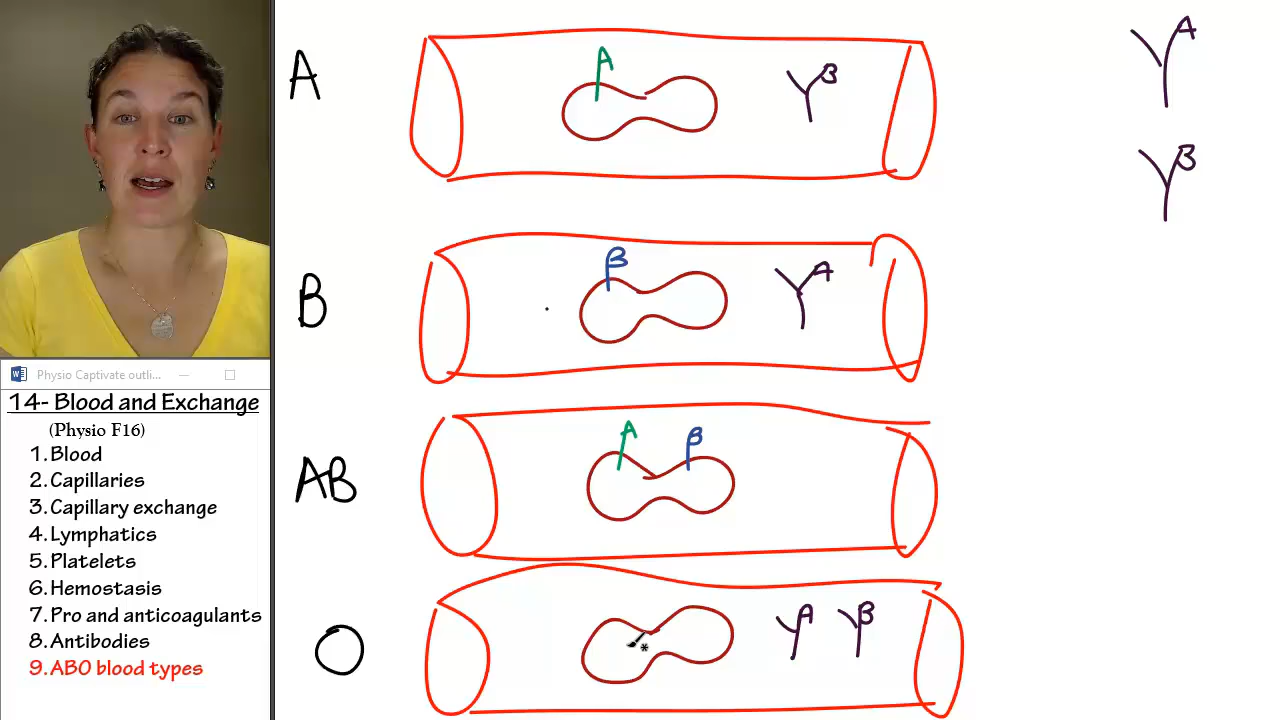 A
A
B
A
B
B
B
A
AB
A
B
O
A B
Physio Captivate outli...
14- Blood and Exchange
(Physio F16)
1. Blood
2. Capillaries
3. Capillary exchange
4. Lymphatics
5. Platelets
6. Hemostasis
7. Pro and anticoagulants
8. Antibodies
9. ABO blood types